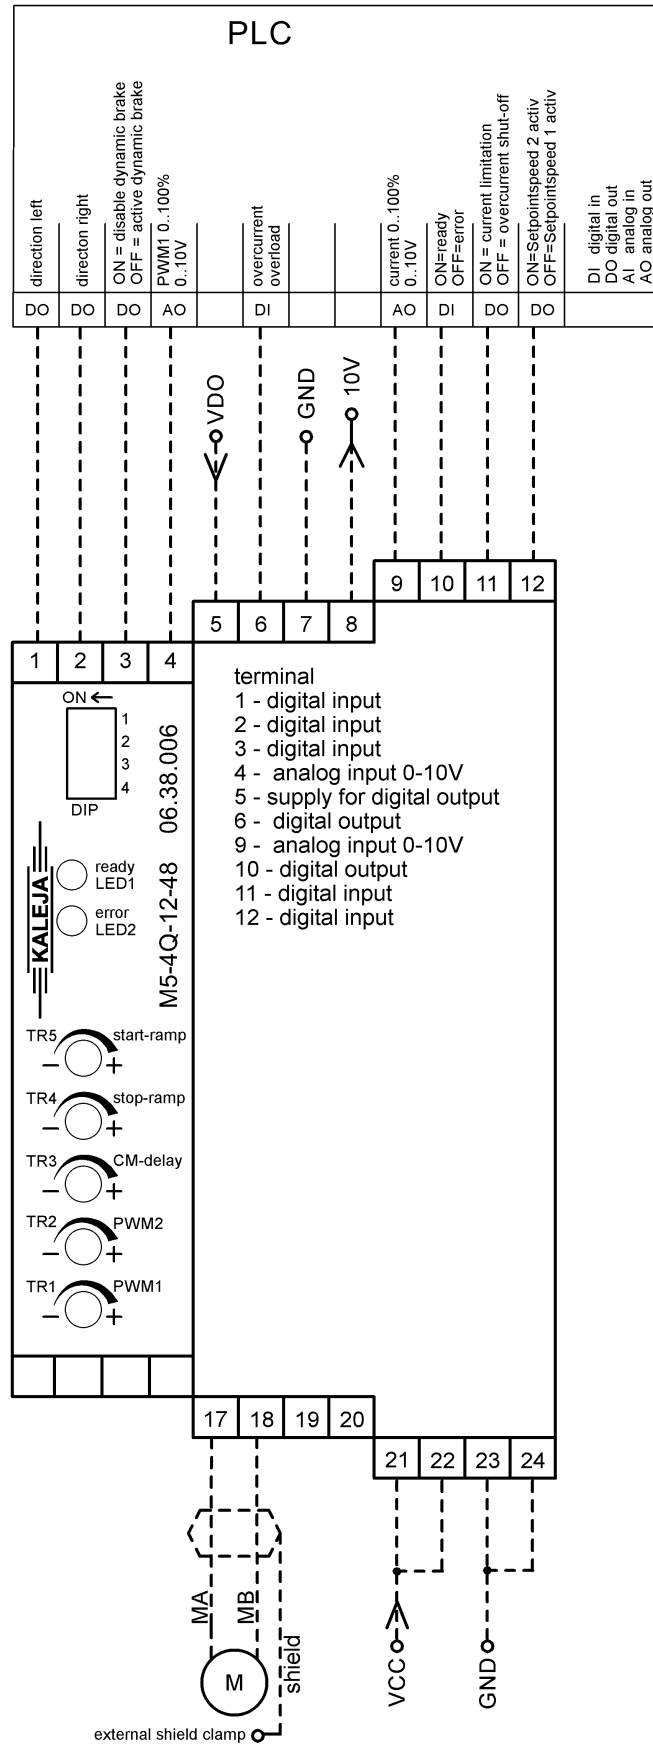 PLC
direction left
directon right
ON = disable dynamic brake
OFF = active dynamic brake
PWM1 0..100%
0..10V
overcurrent
overload
current 0..100%
0..10V
ON=ready
OFF=error
ON = current limitation
OFF = overcurrent shut-off
ON=Setpointspeed 2 activ
OFF=Setpointspeed 1 activ
DI digital in
DO digital out
AI analog in
AO analog out
DO DO DO AO DI AO DI DO DO
VDO
GND
10V
9 10 11 12
5 6 7 8
1 2 3 4
terminal
1 - digital input
2 - digital input
3 - digital input
4 - analog input 0-10V
5 - supply for digital output
6 - digital output
9 - analog input 0-10V
10 - digital output
11 - digital input
12 - digital input
ON
1
2
3
4
DIP
M5-4Q-12-48 06.38.006
KALEJA
ready
LED1
error
LED2
TR5 start-ramp
- +
TR4 stop-ramp
- +
TR3 CM-delay
- +
TR2 PWM2
- +
TR1 PWM1
- +
17 18 19 20
21 22 23 24
MA
MB
M
shield
external shield clamp
VCC
GND